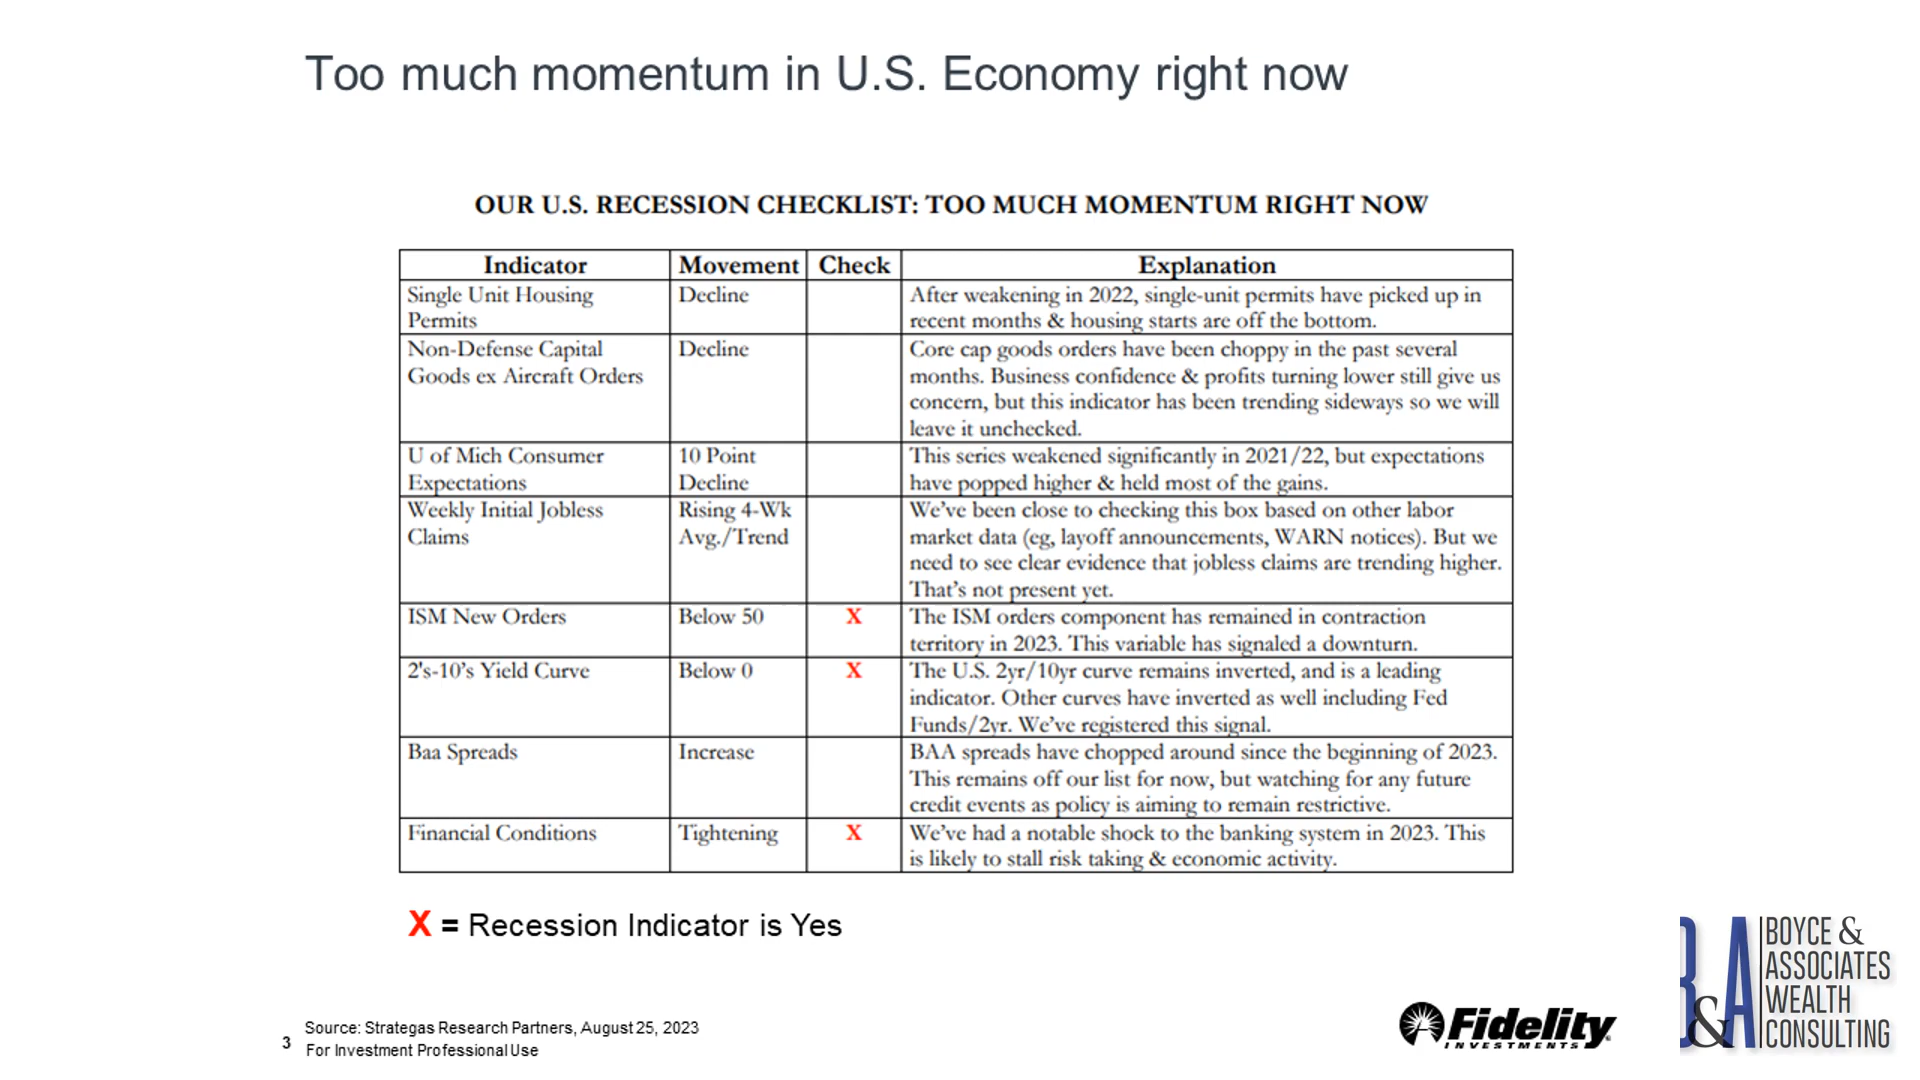 Too much momentum in U.S. Economy right now
OUR U.S. RECESSION CHECKLIST: TOO MUCH MOMENTUM RIGHT NOW
Indicator Movement Check Explanation
Single Unit Housing Decline After weakening in 2022, single-unit permits have picked up in
Permits recent months & housing starts are off the bottom.
Non-Defense Capital Decline Core cap goods orders have been choppy in the past several
Goods ex Aircraft Orders months. Business confidence & profits turning lower still give us
concern, but this indicator has been trending sideways so we will
leave it unchecked.
U of Mich Consumer 10 Point This series weakened significantly in 2021/22, but expectations
Expectations Decline have popped higher & held most of the gains.
Weekly Initial Jobless Rising 4-Wk We've been close to checking this box based on other labor
Claims Avg./Trend market data (eg, layoff announcements, WARN notices). But we
need to see clear evidence that jobless claims are trending higher.
That's not present yet.
ISM New Orders Below 50 X The ISM orders component has remained in contraction
territory in 2023. This variable has signaled a downturn.
2's-10's Yield Curve Below 0 X The U.S. 2yr/10yr curve remains inverted, and is a leading
indicator. Other curves have inverted as well including Fed
Funds/2yr. We've registered this signal.
Baa Spreads Increase BAA spreads have chopped around since the beginning of 2023.
This remains off our list for now, but watching for any future
credit events as policy is aiming to remain restrictive.
Financial Conditions Tightening X We've had a notable shock to the banking system in 2023. This
is likely to stall risk taking & economic activity.
X = Recession Indicator is Yes
Source: Strategas Research Partners, August 25, 2023
3 For Investment Professional Use
Fidelity
INVESTMENTS
B&A
BOYCE &
ASSOCIATES
WEALTH
CONSULTING